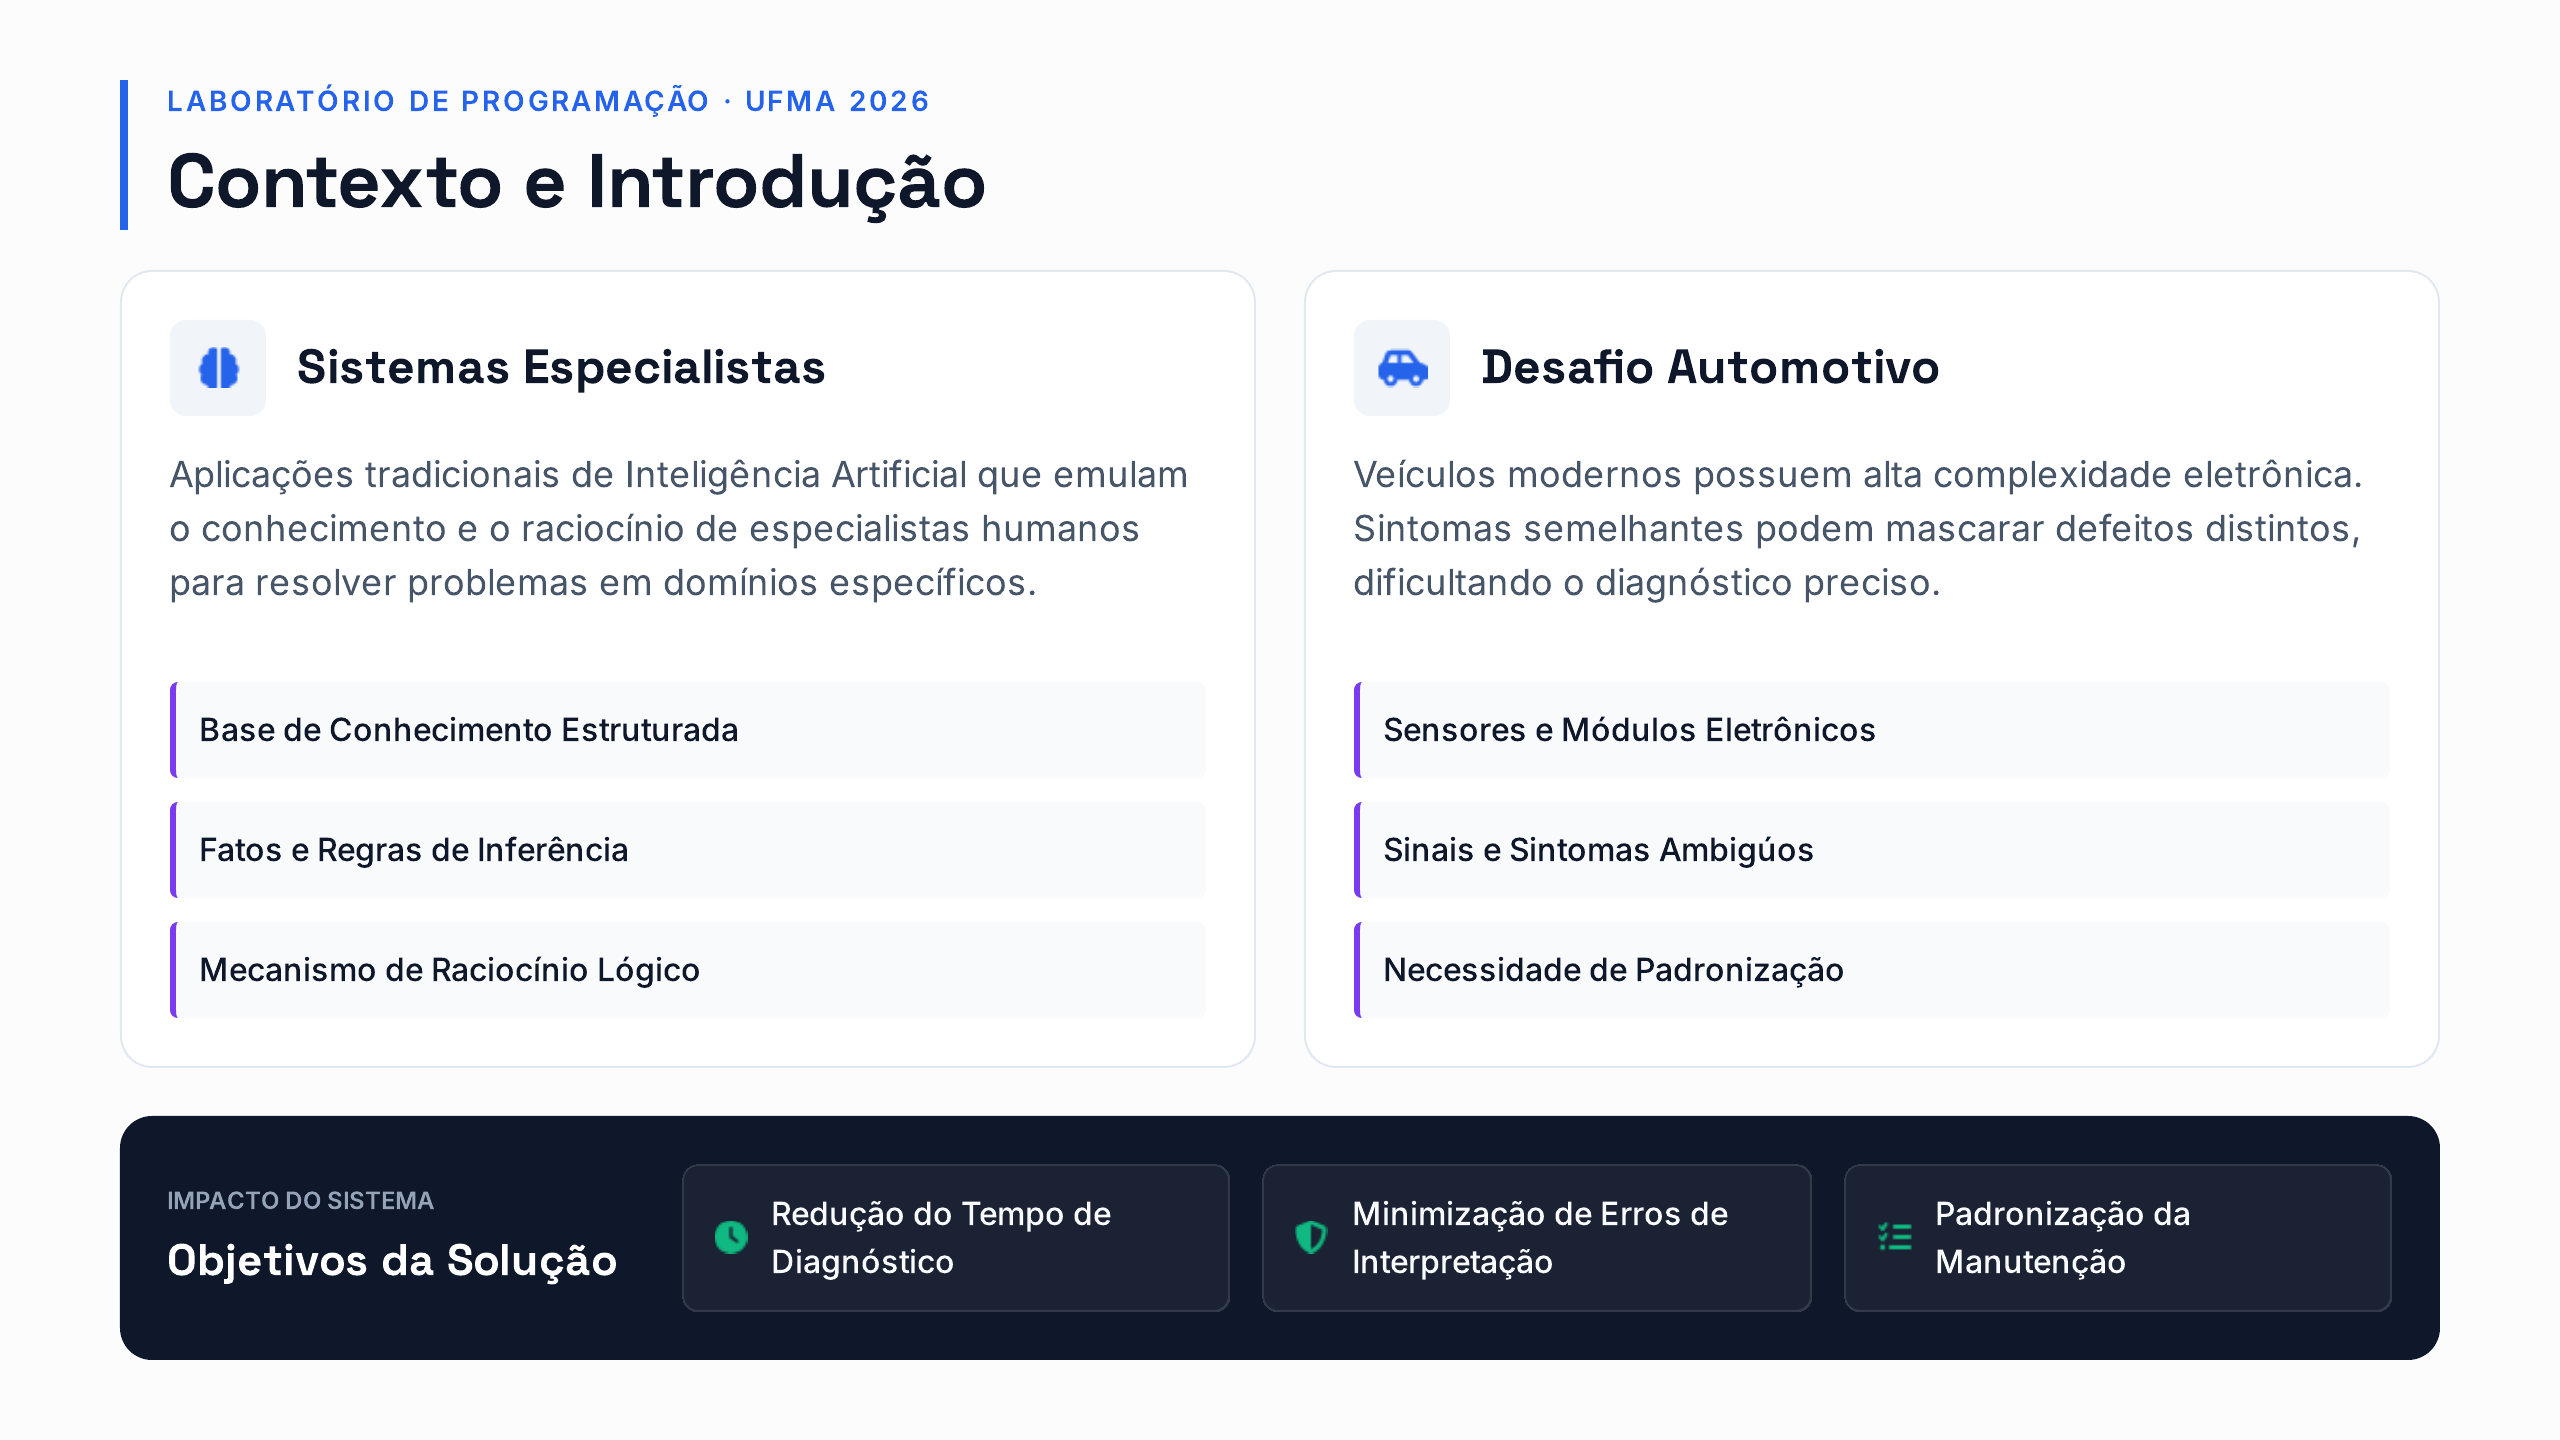 LABORATÓRIO DE PROGRAMAÇÃO · UFMA 2026
Contexto e Introdução
Sistemas Especialistas
Aplicações tradicionais de Inteligência Artificial que emulam
o conhecimento e o raciocínio de especialistas humanos
para resolver problemas em domínios específicos.
Base de Conhecimento Estruturada
Fatos e Regras de Inferência
Mecanismo de Raciocínio Lógico
Desafio Automotivo
Veículos modernos possuem alta complexidade eletrônica.
Sintomas semelhantes podem mascarar defeitos distintos,
dificultando o diagnóstico preciso.
Sensores e Módulos Eletrônicos
Sinais e Sintomas Ambigúos
Necessidade de Padronização
IMPACTO DO SISTEMA
Objetivos da Solução
Redução do Tempo de
Diagnóstico
Minimização de Erros de
Interpretação
Padronização da
Manutenção